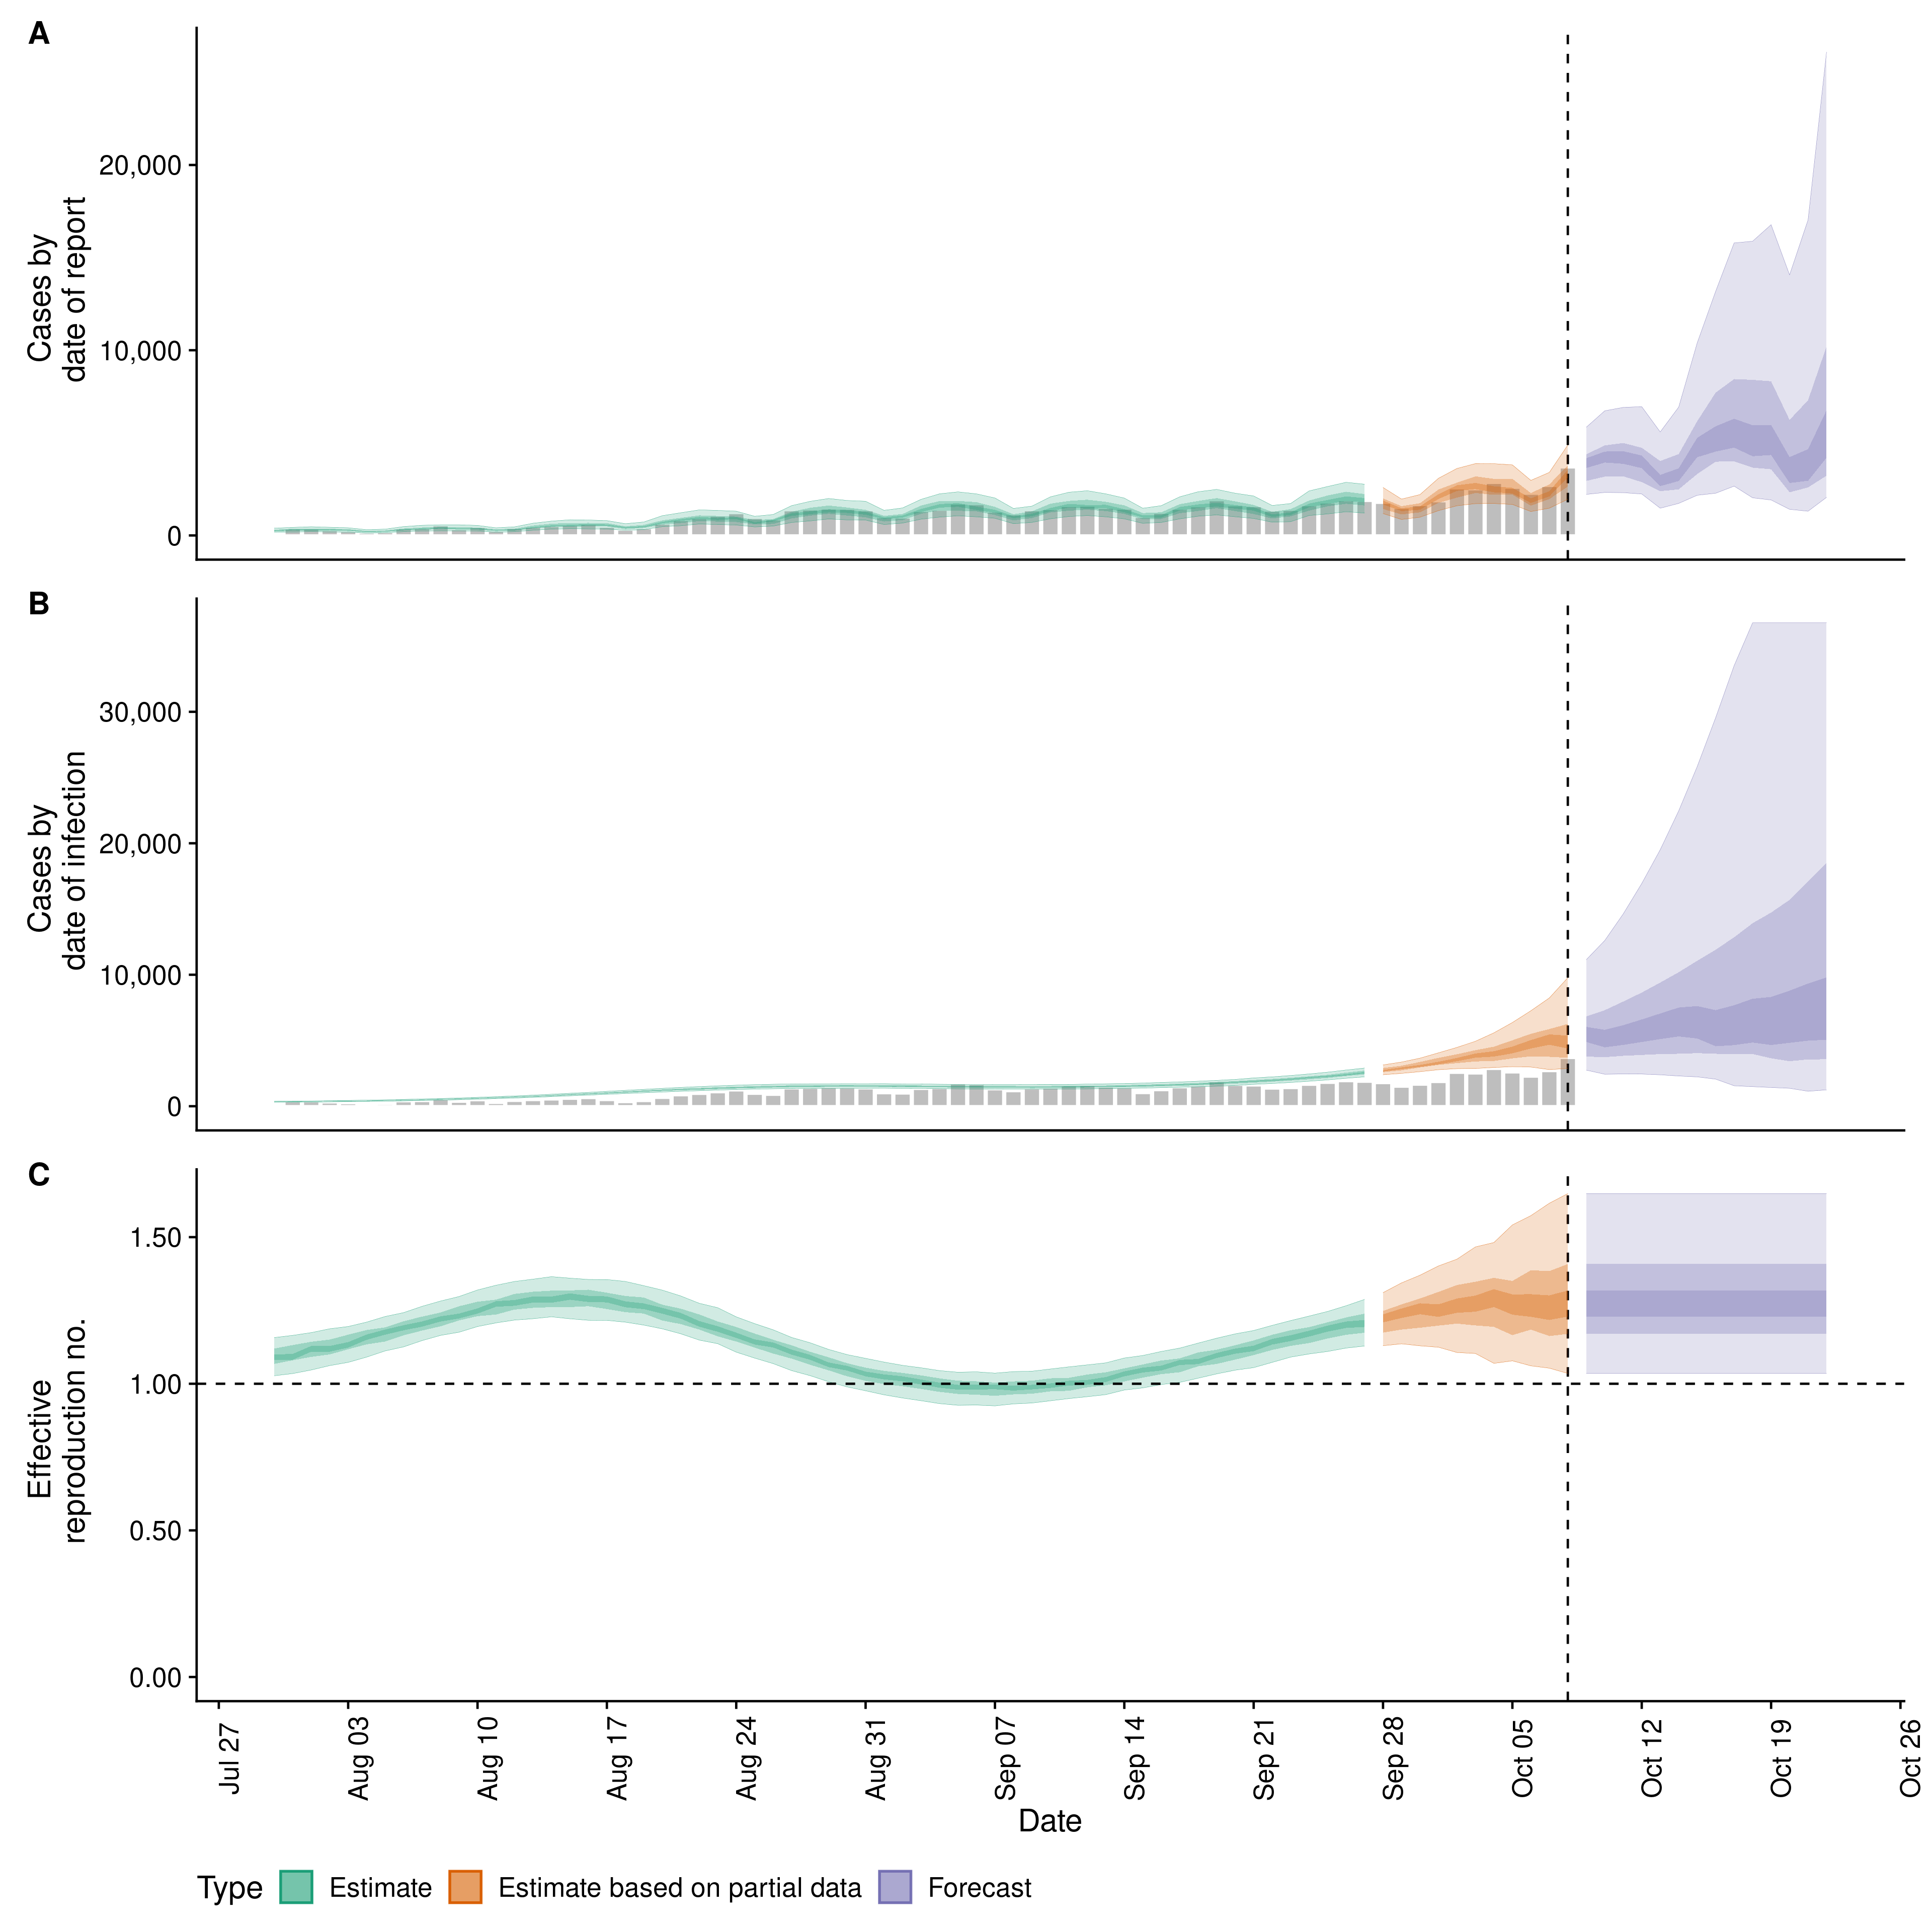 A
Cases by
date of report
20,000
10,000
0
B
Cases by
date of infection
30,000
20,000
10,000
0
C
Effective
reproduction no.
1.50
1.00
0.50
0.00
Jul 27
Aug 03
Aug 10
Aug 17
Aug 24
Aug 31
Sep 07
Sep 14
Sep 21
Sep 28
Oct 05
Oct 12
Oct 19
Oct 26
Date
Type Estimate Estimate based on partial data Forecast